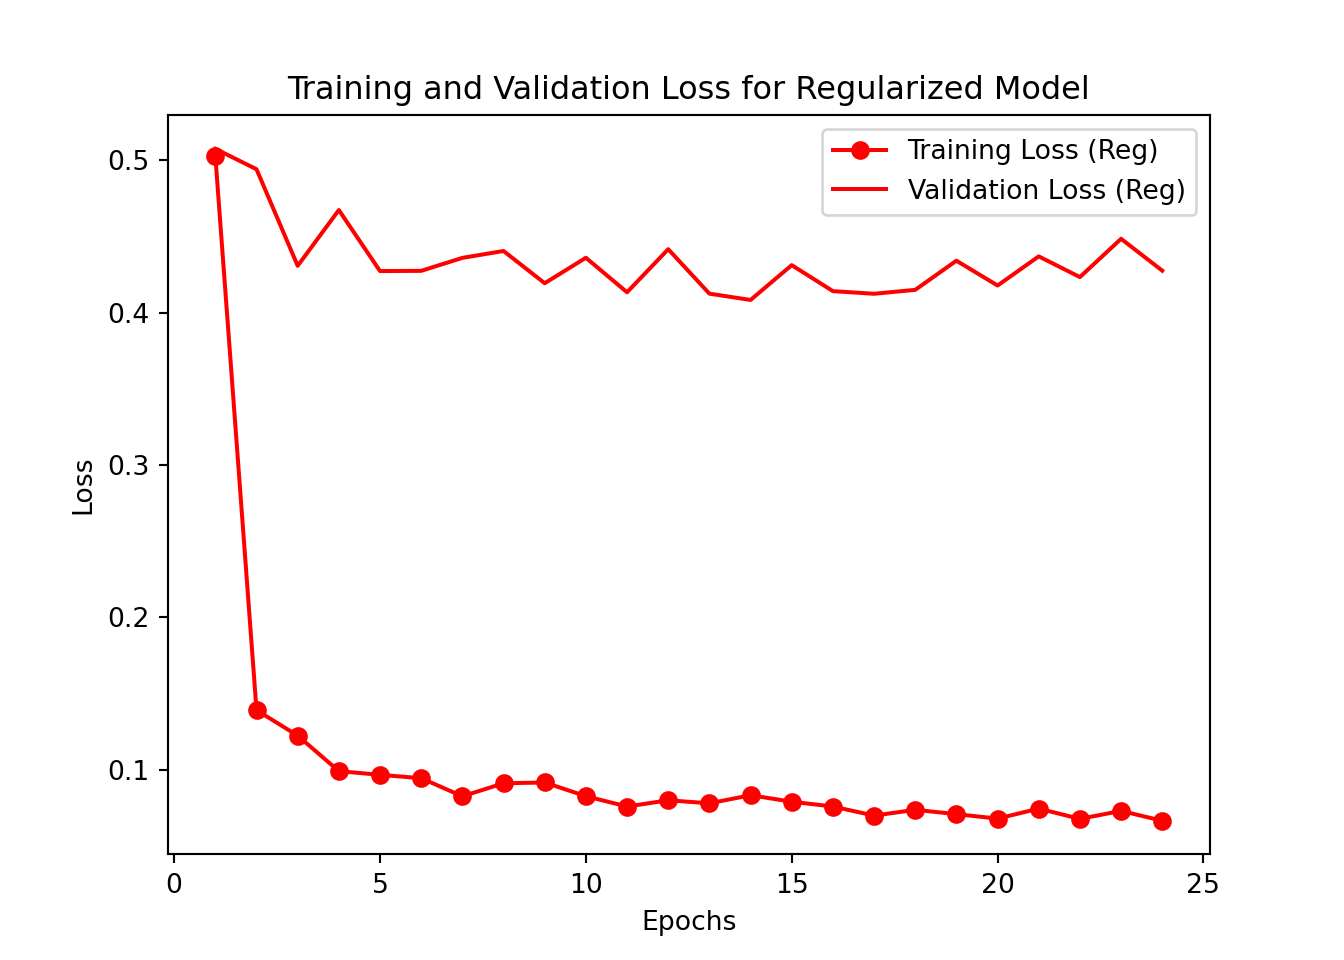 Training and Validation Loss for Regularized Model
Training Loss (Reg)
Validation Loss (Reg)
Loss
0.5
0.4
0.3
0.2
0.1
0 5 10 15 20 25
Epochs